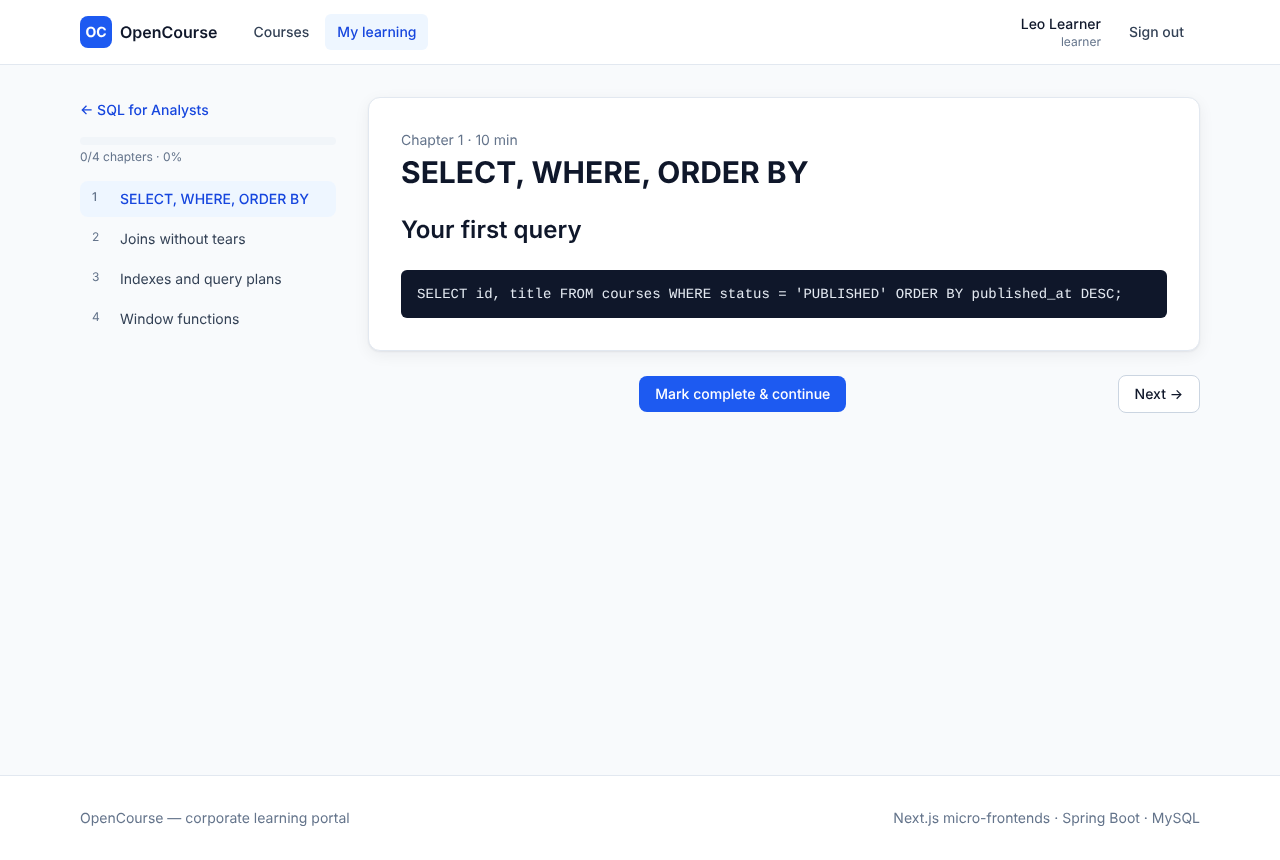 OC OpenCourse
Courses
My learning
Leo Learner
learner
Sign out
← SQL for Analysts
0/4 chapters · 0%
1 SELECT, WHERE, ORDER BY
2 Joins without tears
3 Indexes and query plans
4 Window functions
Chapter 1 · 10 min
SELECT, WHERE, ORDER BY
Your first query
SELECT id, title FROM courses WHERE status = 'PUBLISHED' ORDER BY published_at DESC;
Mark complete & continue
Next →
OpenCourse — corporate learning portal
Next.js micro-frontends · Spring Boot · MySQL